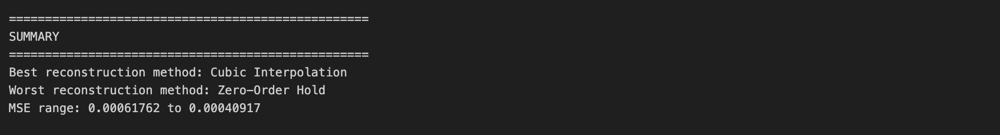 ==================================================
SUMMARY
==================================================
Best reconstruction method: Cubic Interpolation
Worst reconstruction method: Zero-Order Hold
MSE range: 0.00061762 to 0.00040917